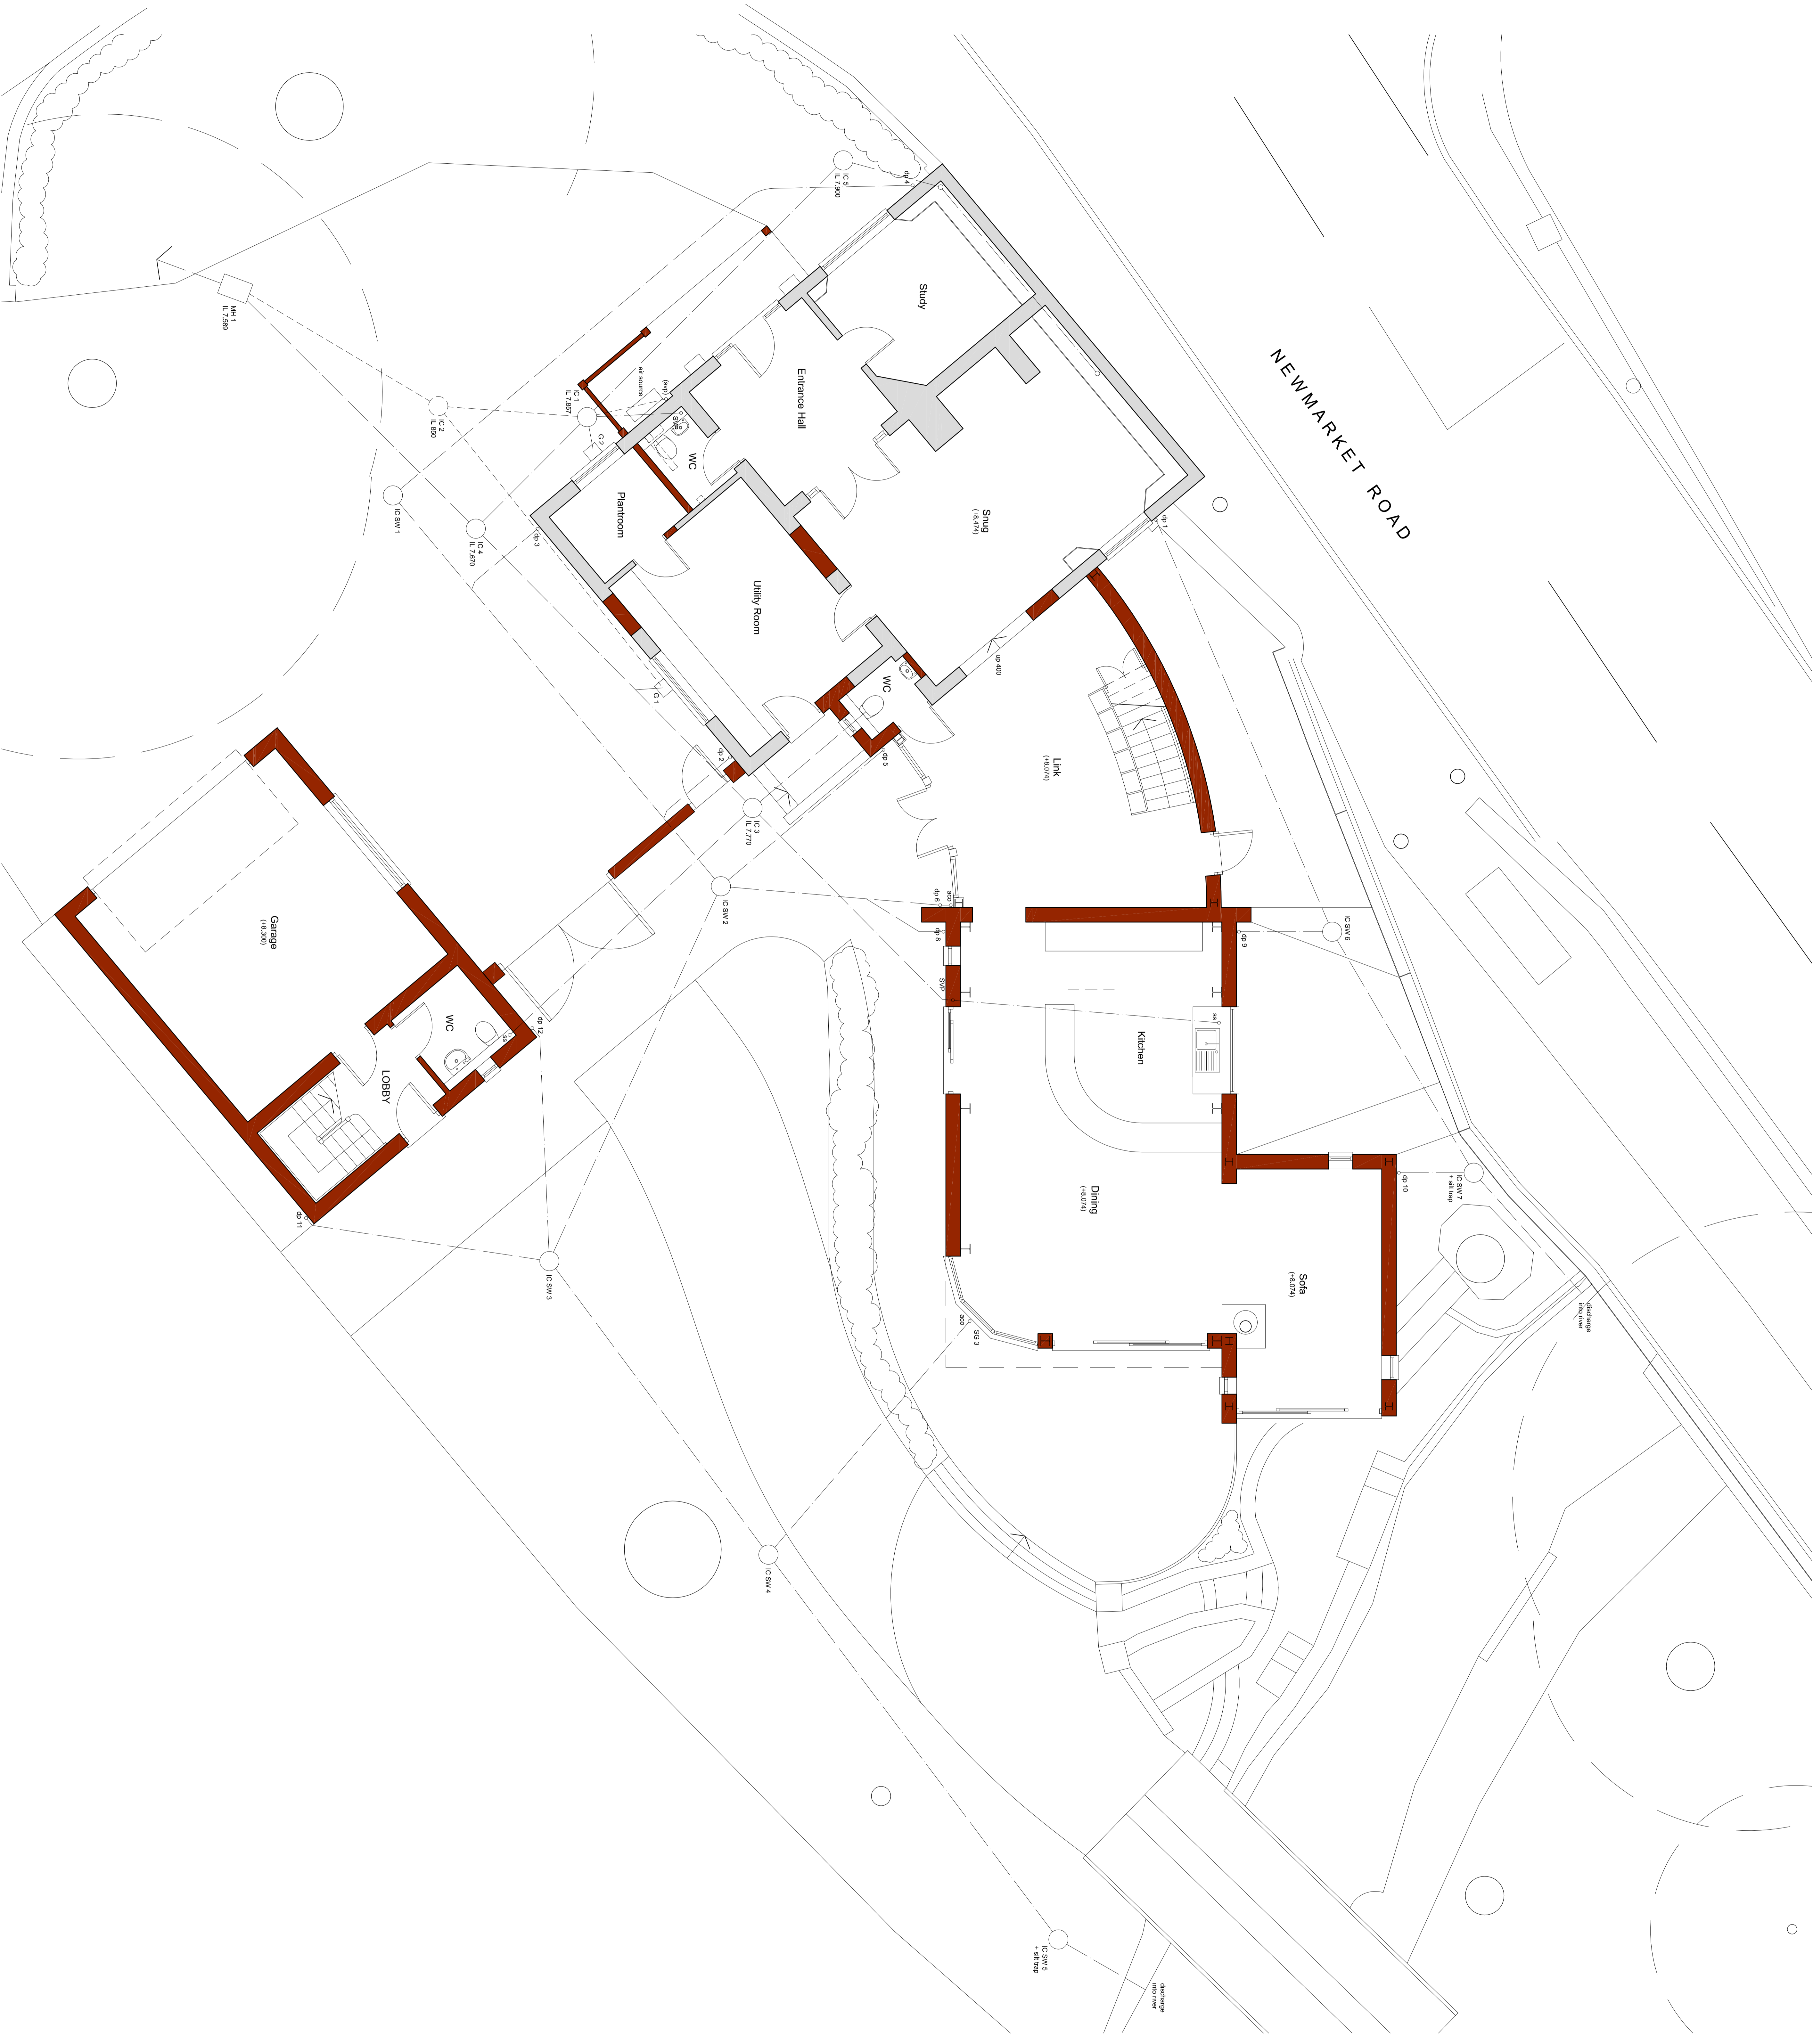 NEWMARKET ROAD
IC 5
IL 7,900
dp 4
Study
MH 1
IL 7,589
IC 2
IL 850
IC 1
IL 7,857
air source
(svp)
SVP
G 2
WC
Entrance Hall
Snug
(+8,474)
dp 1
IC SW 1
IC 4
IL 7,670
dp 3
Plantroom
Utility Room
up 400
WC
G 1
dp 2
dp 5
IC 3
IL 7,770
Link
(+8,074)
IC SW 2
dp 6
aco
dp 8
dp 9
IC SW 6
Garage
(+8,300)
SVP
ss
Kitchen
WC
ss
dp 12
LOBBY
dp 11
IC SW 3
Dining
(+8,074)
Sofa
(+8,074)
dp 10
IC SW 7
+ silt trap
discharge
into river
aco
SG 3
IC SW 4
IC SW 5
+ silt trap
discharge
into river